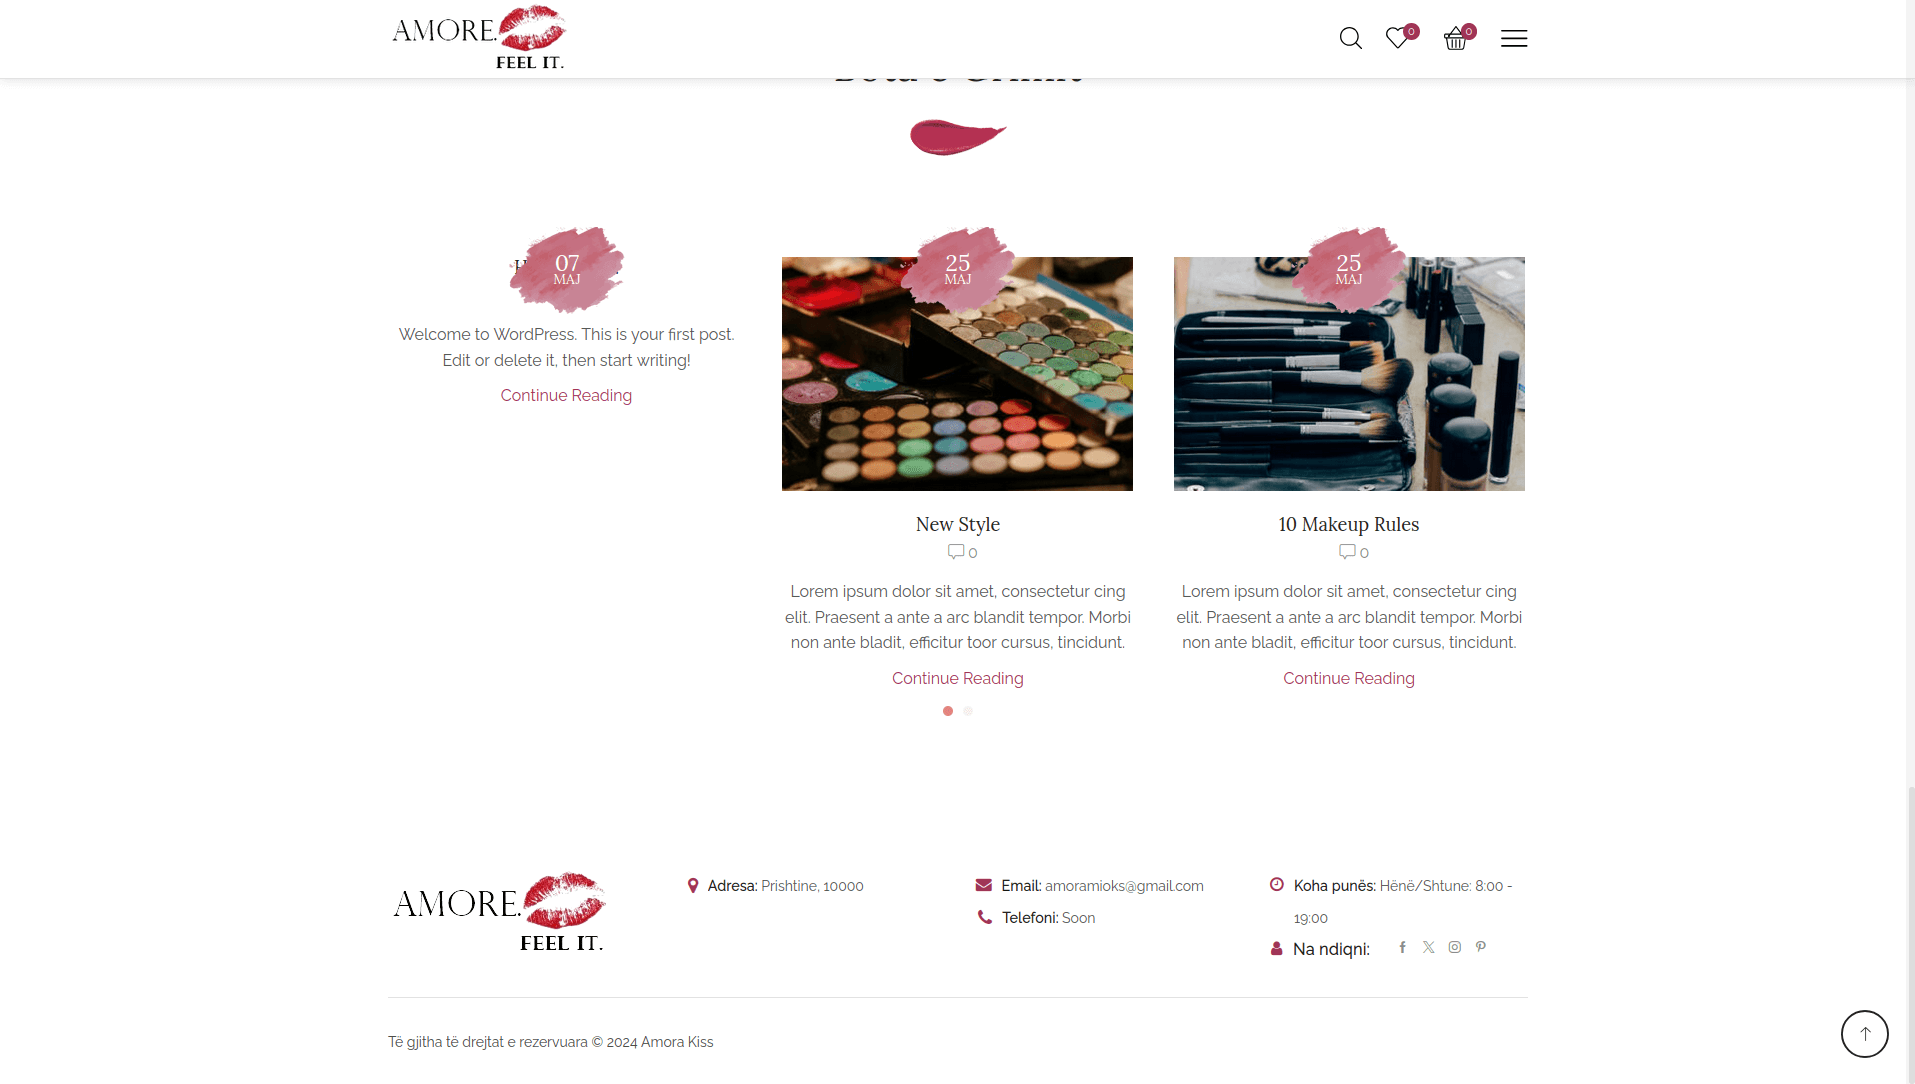 AMORE.
FEEL IT.
0
0
07
MAJ
25
MAJ
25
MAJ
Welcome to WordPress. This is your first post.
Edit or delete it, then start writing!
Continue Reading
New Style
0
Lorem ipsum dolor sit amet, consectetur cing
elit. Praesent a ante a arc blandit tempor. Morbi
non ante bladit, efficitur toor cursus, tincidunt.
Continue Reading
10 Makeup Rules
0
Lorem ipsum dolor sit amet, consectetur cing
elit. Praesent a ante a arc blandit tempor. Morbi
non ante bladit, efficitur toor cursus, tincidunt.
Continue Reading
AMORE.
FEEL IT.
Adresa: Prishtine, 10000
Email: amoramioks@gmail.com
Telefoni: Soon
Koha punës: Hënë/Shtune: 8:00 -
19:00
Na ndiqni:
Të gjitha të drejtat e rezervuara © 2024 Amora Kiss